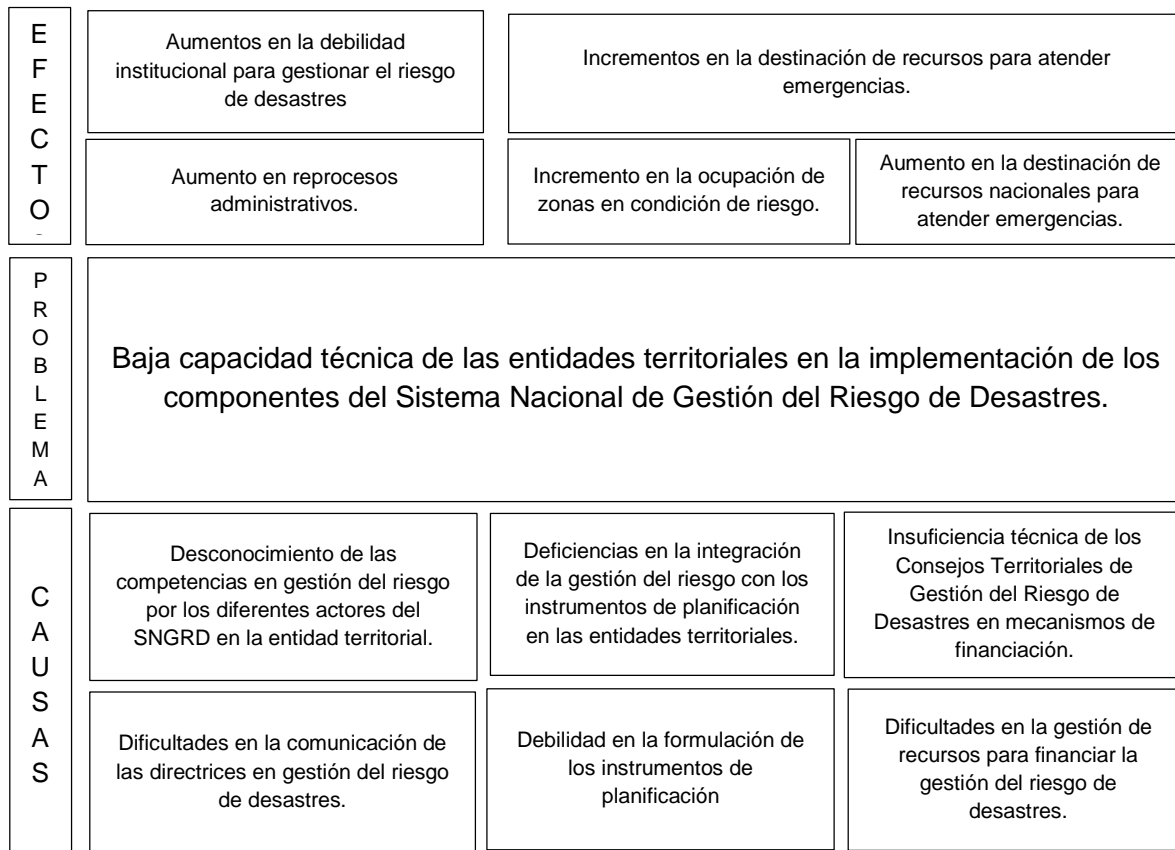 E
F
E
C
T
O
Aumentos en la debilidad
institucional para gestionar el riesgo
de desastres
Incrementos en la destinación de recursos para atender
emergencias.
Aumento en reprocesos
administrativos.
Incremento en la ocupación de
zonas en condición de riesgo.
Aumento en la destinación de
recursos nacionales para
atender emergencias.
P
R
O
B
L
E
M
A
Baja capacidad técnica de las entidades territoriales en la implementación de los
componentes del Sistema Nacional de Gestión del Riesgo de Desastres.
C
A
U
S
A
S
Desconocimiento de las
competencias en gestión del riesgo
por los diferentes actores del
SNGRD en la entidad territorial.
Deficiencias en la integración
de la gestión del riesgo con los
instrumentos de planificación
en las entidades territoriales.
Insuficiencia técnica de los
Consejos Territoriales de
Gestión del Riesgo de
Desastres en mecanismos de
financiación.
Dificultades en la comunicación de
las directrices en gestión del riesgo
de desastres.
Debilidad en la formulación de
los instrumentos de
planificación
Dificultades en la gestión de
recursos para financiar la
gestión del riesgo de
desastres.